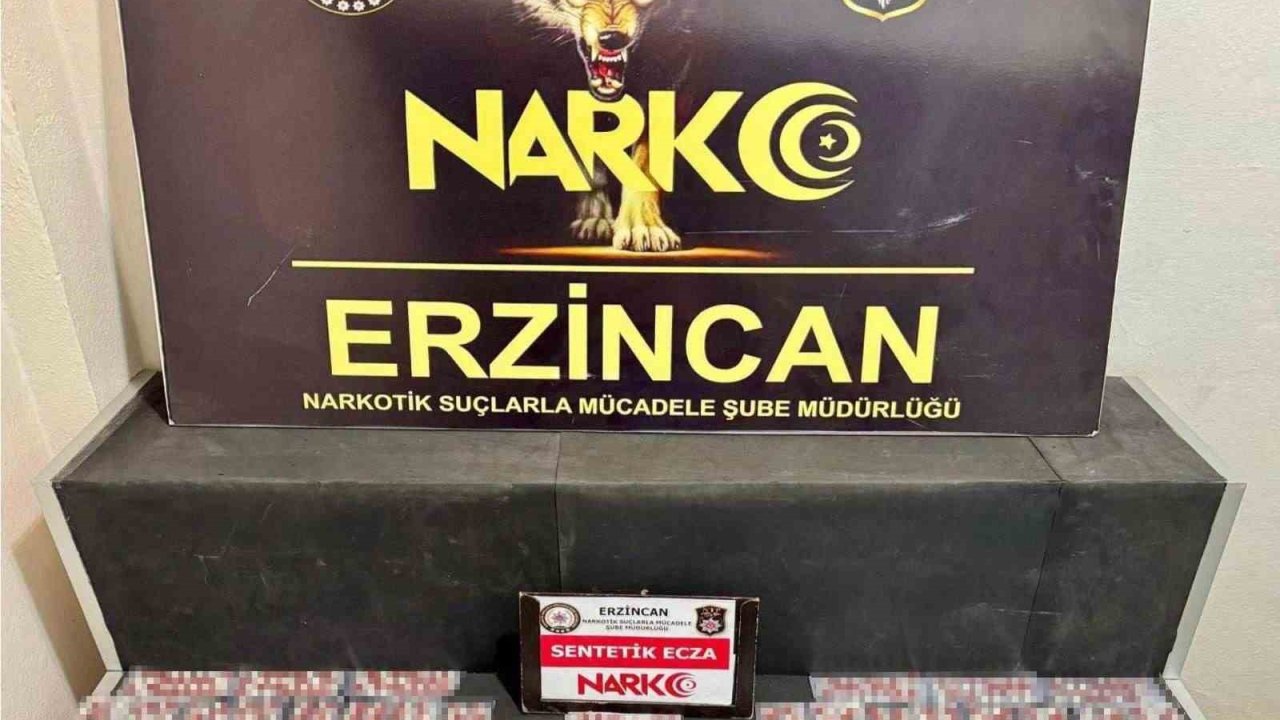 NARKO
ERZİNCAN
NARKOTİK SUÇLARLA MÜCADELE ŞUBE MÜDÜRLÜĞÜ
ERZİNCAN
NARKOTİK SUÇLARLA MÜCADELE
ŞUBE MÜDÜRLÜĞÜ
SENTETİK ECZA
NARKO